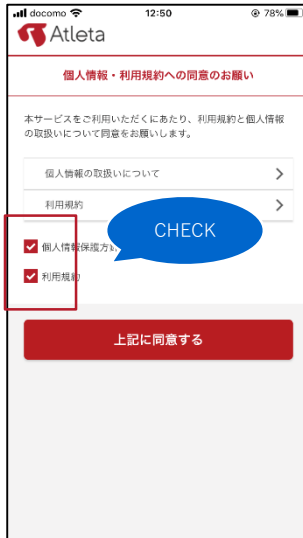 docomo 12:50 78%
Atleta
個人情報・利用規約への同意のお願い
本サービスをご利用いただくにあたり、利用規約と個人情報
の取扱いについて同意をお願いします。
個人情報の取扱いについて
利用規約
CHECK
個人情報保護方針
利用規約
上記に同意する